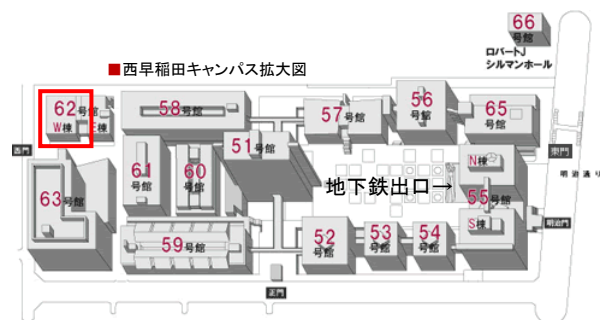 66
号館
ロバートJ
シルマンホール
■西早稲田キャンパス拡大図
62号館
W棟
E棟
58号館
57号館
56
号館
65
号館
51号館
西門
61
号館
60
号館
N棟
東門
地下鉄出口→
55
号館
明治通り
63
号館
S棟
明治門
59号館
52
号館
53
号館
54
号館
正門